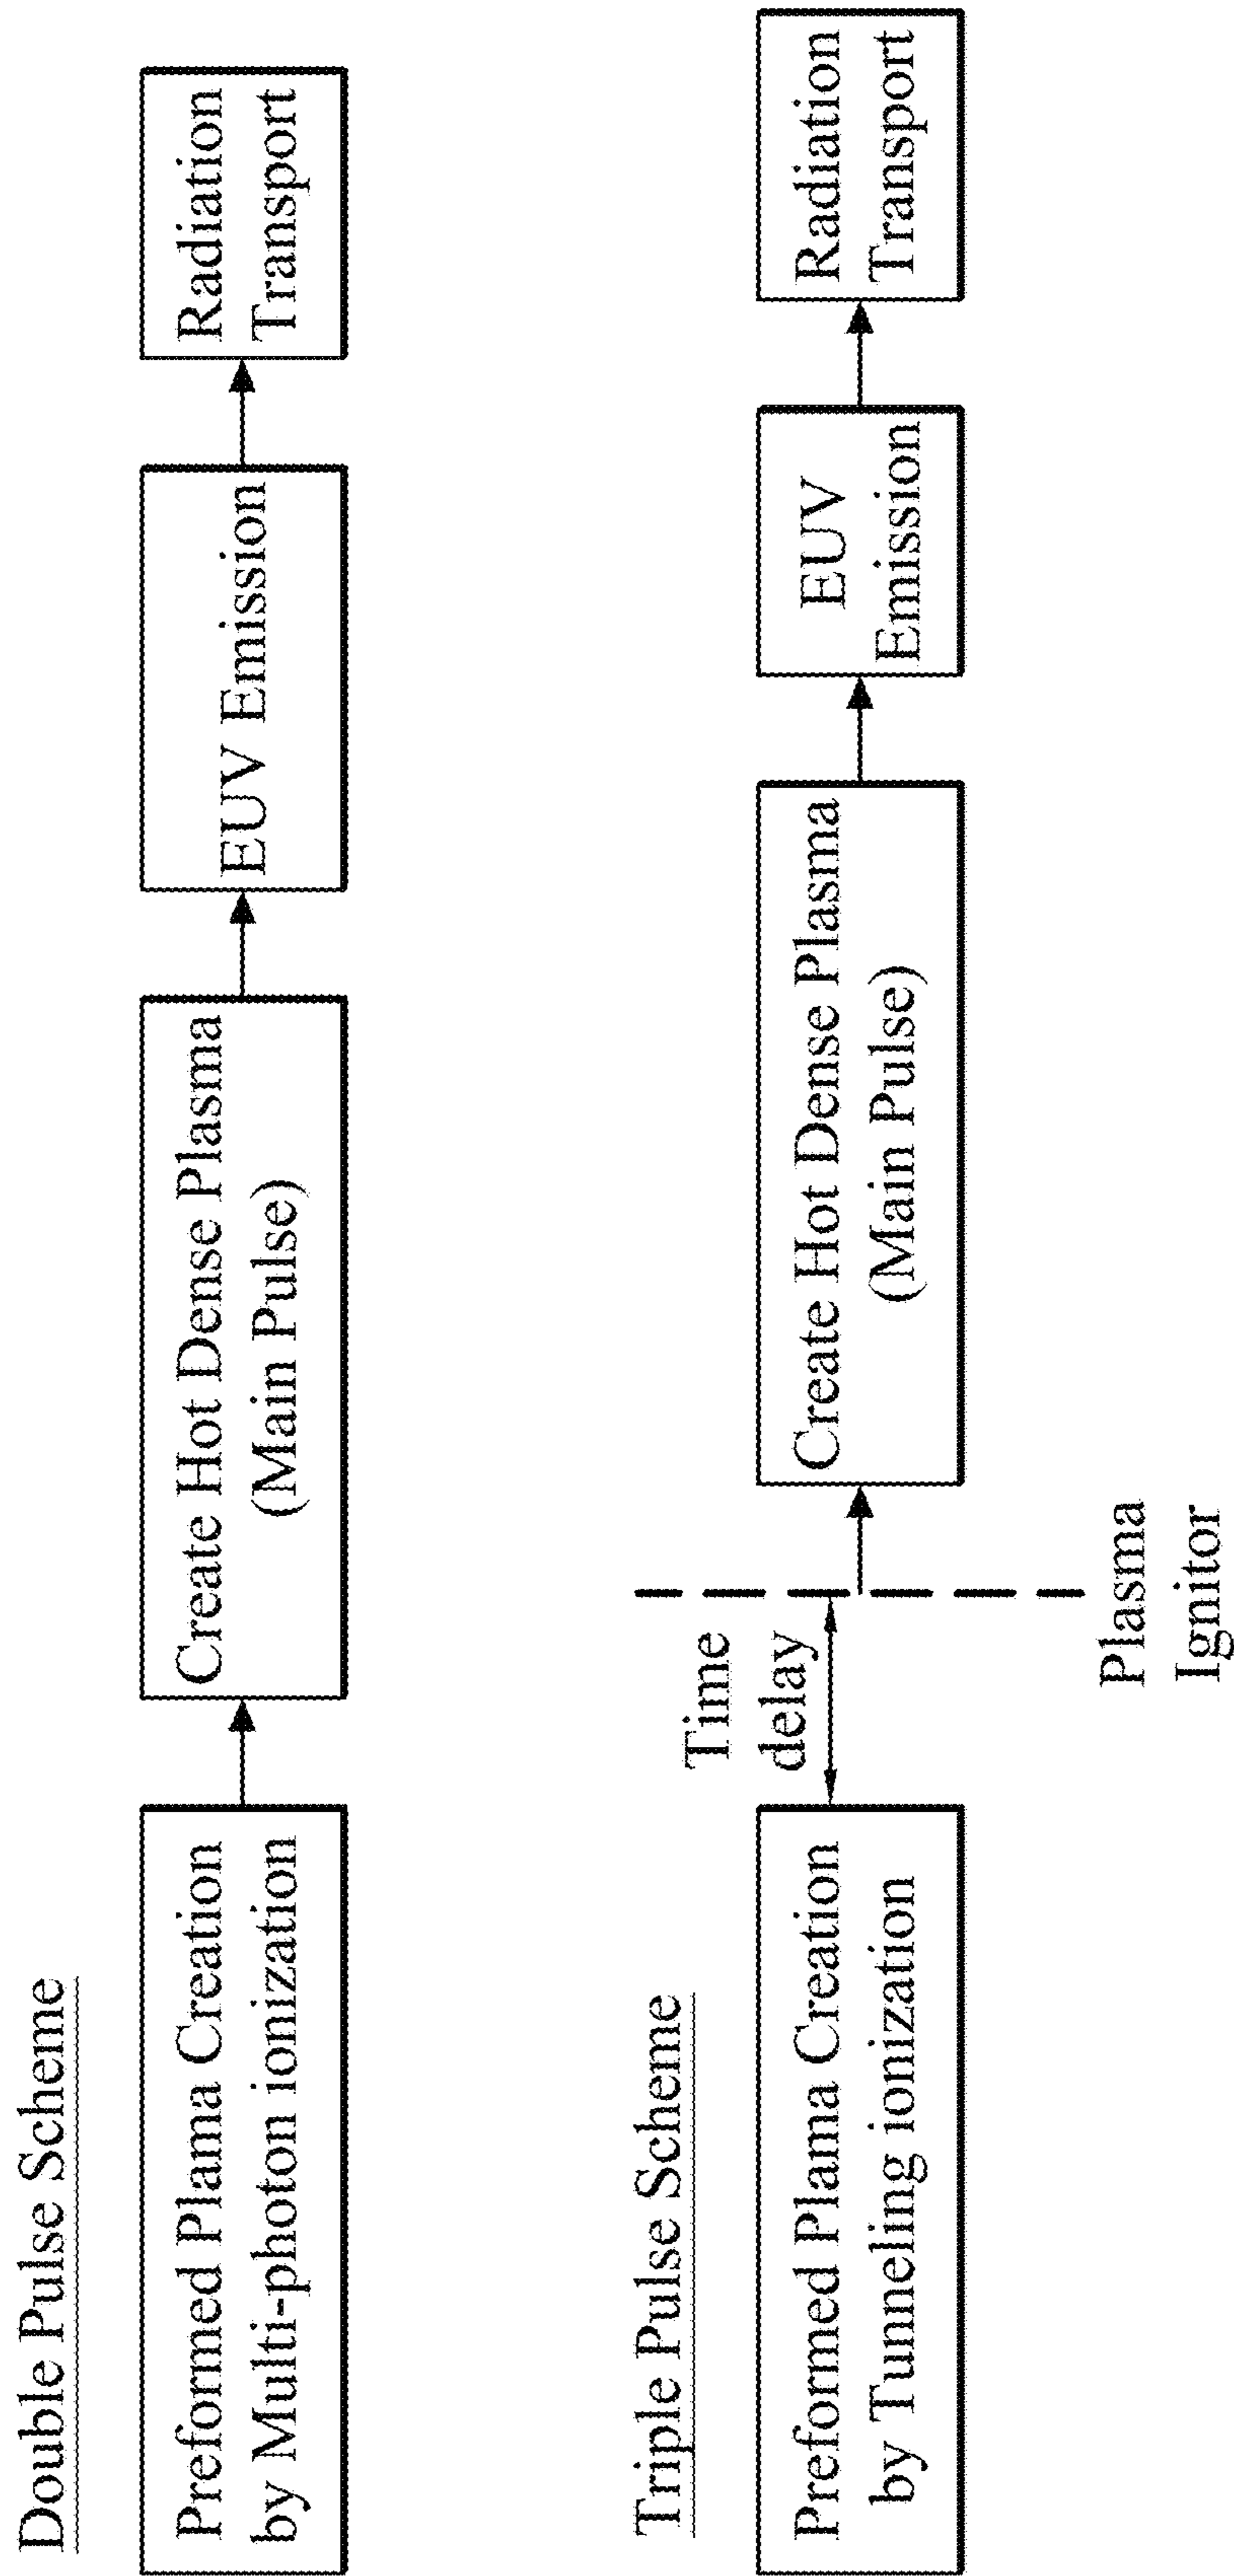 Double Pulse Scheme
Preformed Plama Creation
by Multi-photon ionization
Create Hot Dense Plasma
(Main Pulse)
EUV Emission
Radiation
Transport
Triple Pulse Scheme
Preformed Plama Creation
by Tunneling ionization
Time
delay
Plasma
Ignitor
Create Hot Dense Plasma
(Main Pulse)
EUV
Emission
Radiation
Transport